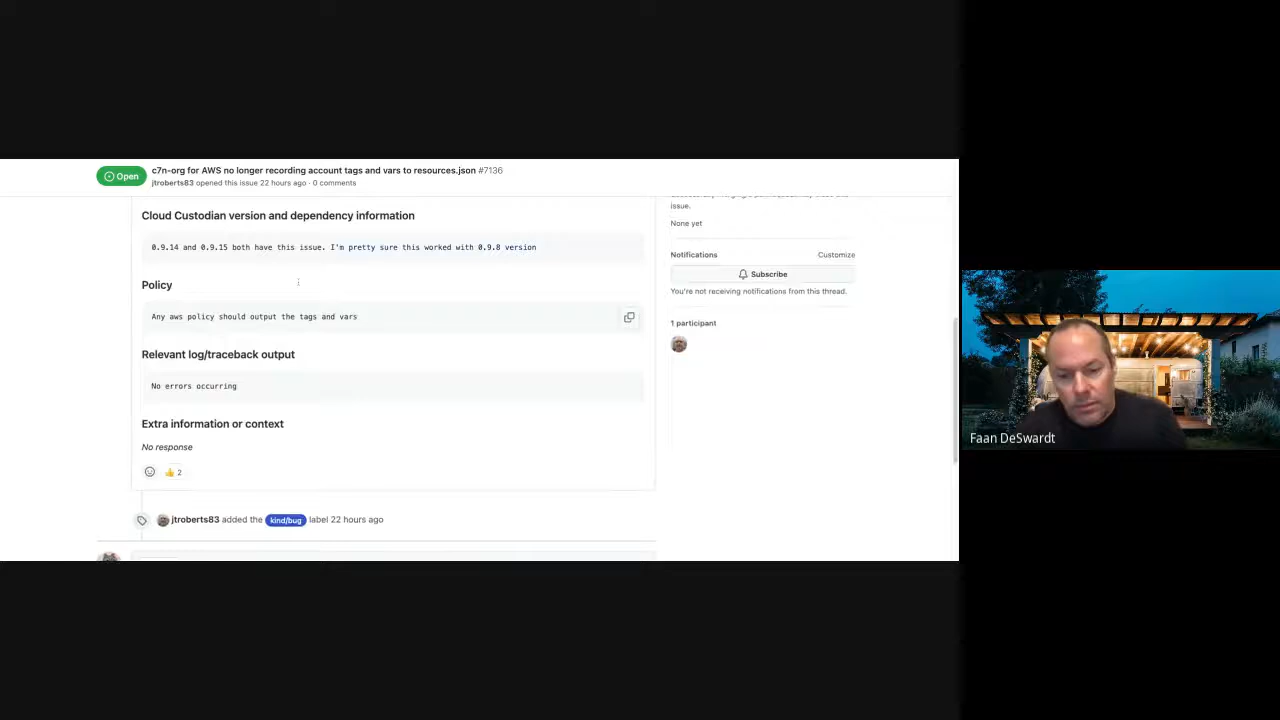 Open
c7n-org for AWS no longer recording account tags and vars to resources.json #7136
jtroberts83 opened this issue 22 hours ago · 0 comments
issue.
None yet
Cloud Custodian version and dependency information
0.9.14 and 0.9.15 both have this issue. I'm pretty sure this worked with 0.9.8 version
Notifications
Customize
Subscribe
You're not receiving notifications from this thread.
Policy
Any aws policy should output the tags and vars
1 participant
Relevant log/traceback output
No errors occurring
Extra information or context
No response
👍 2
jtroberts83 added the kind/bug label 22 hours ago
Faan DeSwardt